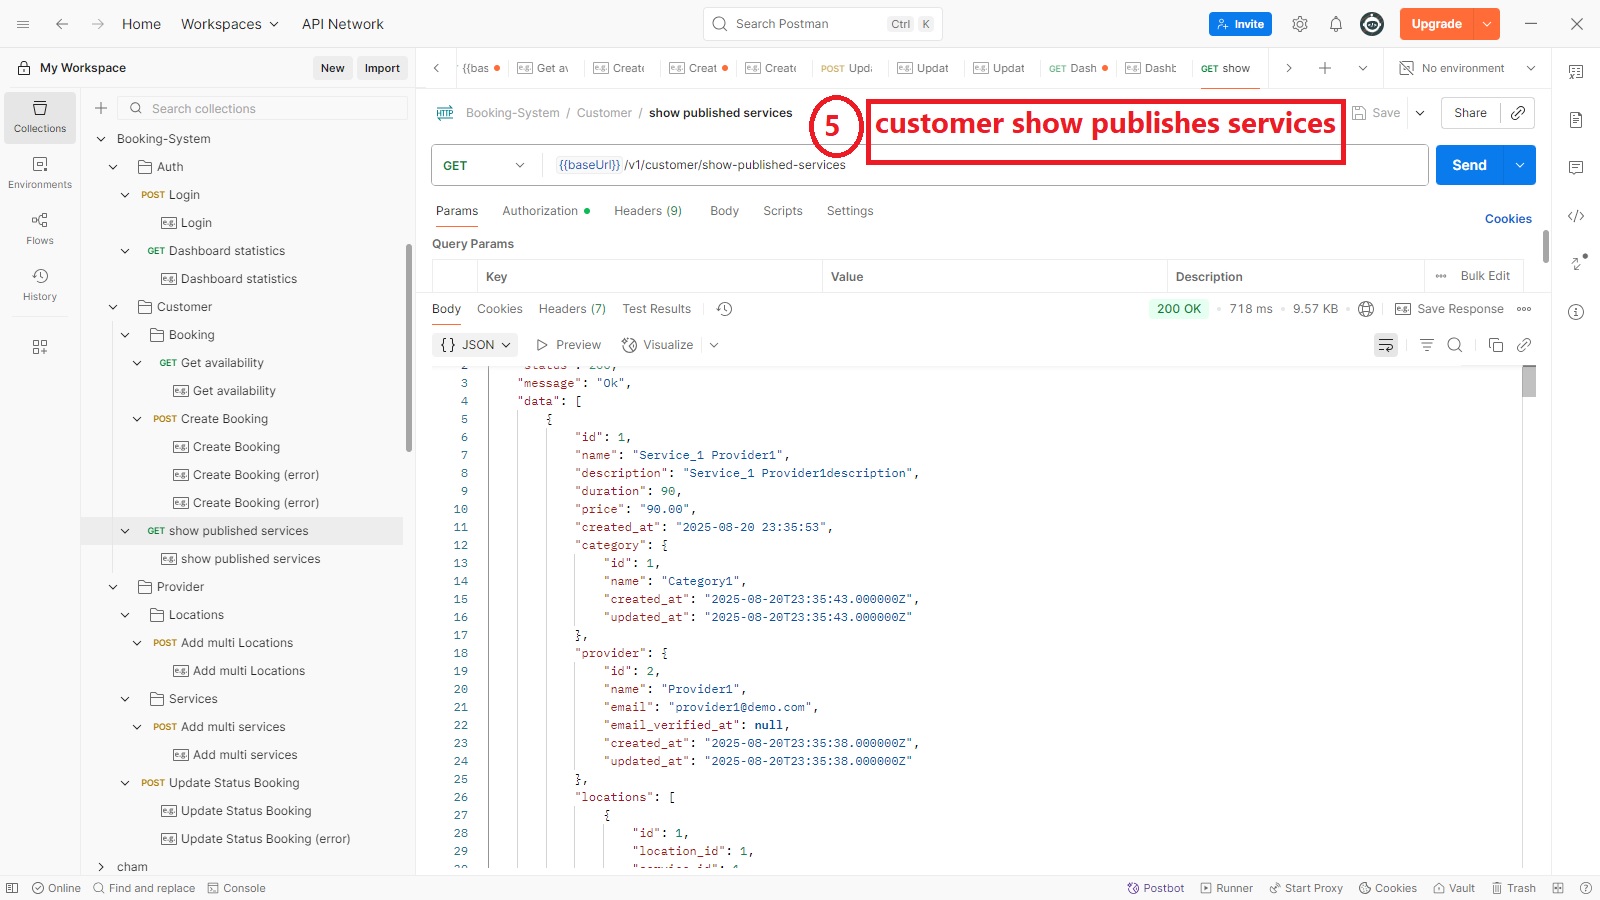 Home
Workspaces
API Network
Search Postman
Ctrl
K
Invite
Upgrade
My Workspace
New
Import
{{bas
e.g. Get av
e.g. Create
e.g. Creat
e.g. Create
POST Upd
e.g. Updat
e.g. Updat
GET Dash
e.g. Dashb
GET show
No environment
Collections
Environments
Flows
History
Search collections
Booking-System
Auth
POST Login
e.g. Login
GET Dashboard statistics
e.g. Dashboard statistics
Customer
Booking
GET Get availability
e.g. Get availability
POST Create Booking
e.g. Create Booking
e.g. Create Booking (error)
e.g. Create Booking (error)
GET show published services
e.g. show published services
Provider
Locations
POST Add multi Locations
e.g. Add multi Locations
Services
POST Add multi services
e.g. Add multi services
POST Update Status Booking
e.g. Update Status Booking
e.g. Update Status Booking (error)
cham
HTTP Booking-System / Customer / show published services
5
customer show publishes services
Save
Share
GET
{{baseUrl}} /v1/customer/show-published-services
Send
Params
Authorization
Headers (9)
Body
Scripts
Settings
Cookies
Query Params
Key
Value
Description
Bulk Edit
Body
Cookies
Headers (7)
Test Results
200 OK
718 ms
9.57 KB
e.g. Save Response
{} JSON
Preview
Visualize
2 "status": 200,
3 "message": "Ok",
4 "data": [
5 {
6 "id": 1,
7 "name": "Service_1 Provider1",
8 "description": "Service_1 Provider1description",
9 "duration": 90,
10 "price": "90.00",
11 "created_at": "2025-08-20 23:35:53",
12 "category": {
13 "id": 1,
14 "name": "Category1",
15 "created_at": "2025-08-20T23:35:43.000000Z",
16 "updated_at": "2025-08-20T23:35:43.000000Z"
17 },
18 "provider": {
19 "id": 2,
20 "name": "Provider1",
21 "email": "provider1@demo.com",
22 "email_verified_at": null,
23 "created_at": "2025-08-20T23:35:38.000000Z",
24 "updated_at": "2025-08-20T23:35:38.000000Z"
25 },
26 "locations": [
27 {
28 "id": 1,
29 "location_id": 1,
Online
Find and replace
Console
Postbot
Runner
Start Proxy
Cookies
Vault
Trash